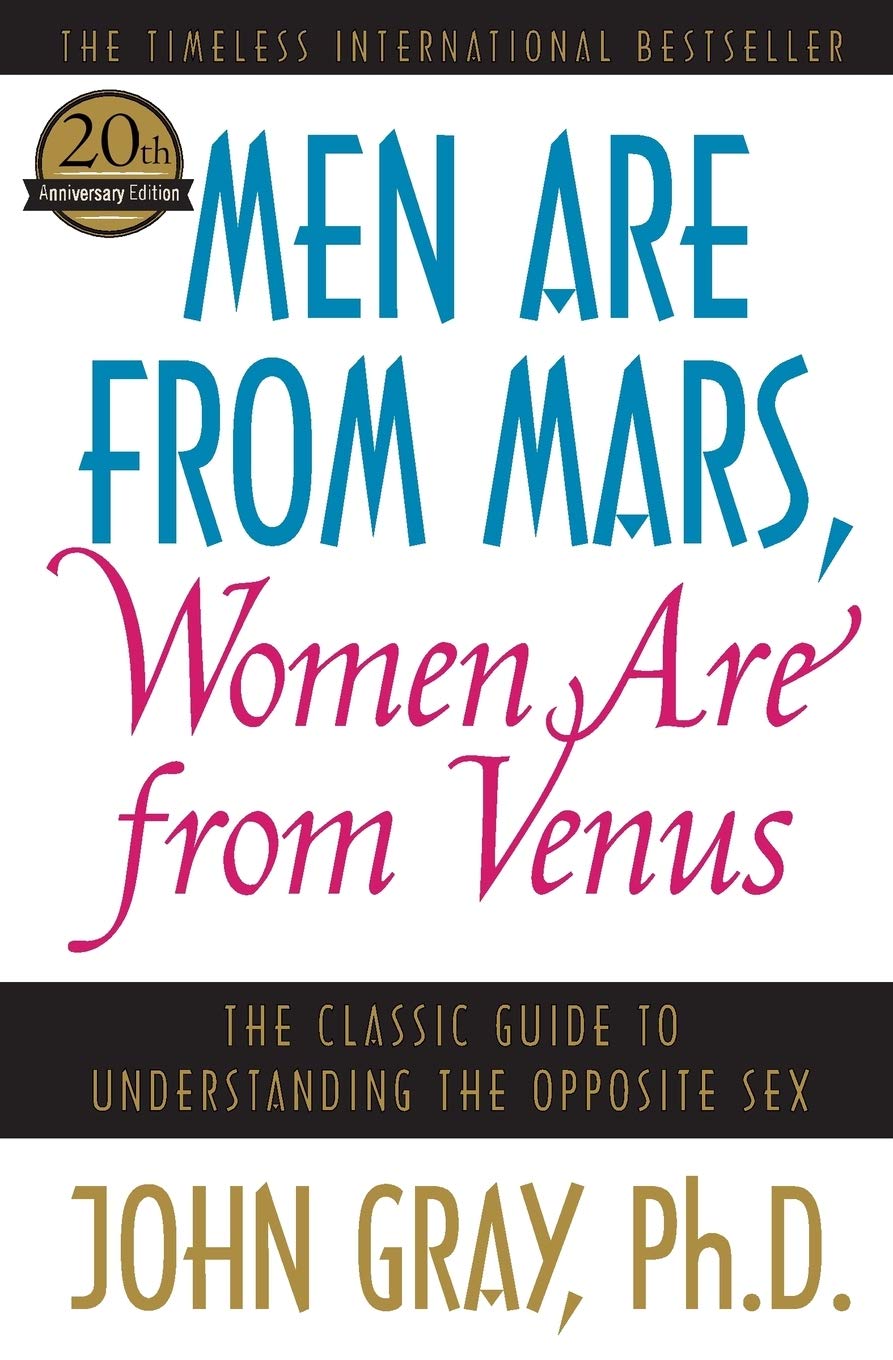 THE TIMELESS INTERNATIONAL BESTSELLER
20th
Anniversary Edition
MEN ARE
FROM MARS,
Women Are
from Venus
THE CLASSIC GUIDE TO
UNDERSTANDING THE OPPOSITE SEX
JOHN GRAY, Ph.D.